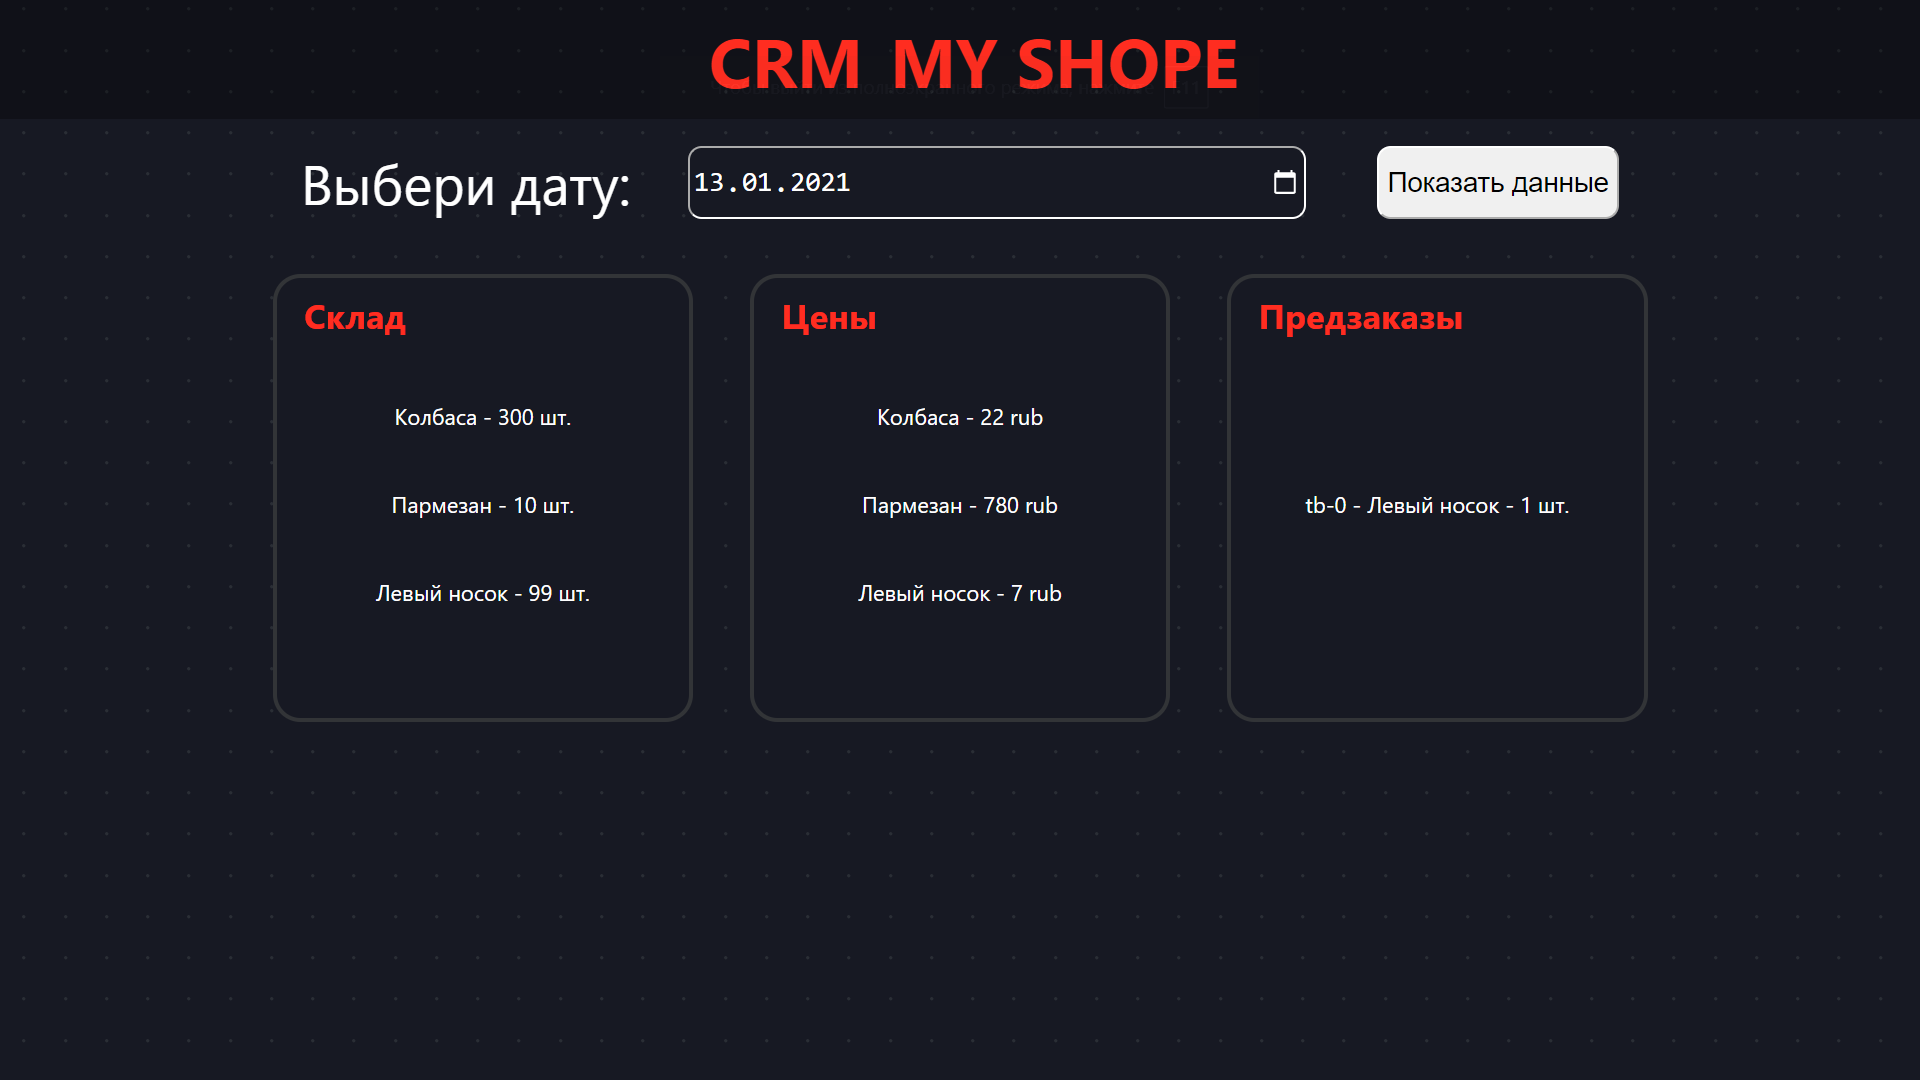 CRM MY SHOPE
Выбери дату:
13.01.2021
Показать данные
Склад
Колбаса - 300 шт.
Пармезан - 10 шт.
Левый носок - 99 шт.
Цены
Колбаса - 22 rub
Пармезан - 780 rub
Левый носок - 7 rub
Предзаказы
tb-0 - Левый носок - 1 шт.